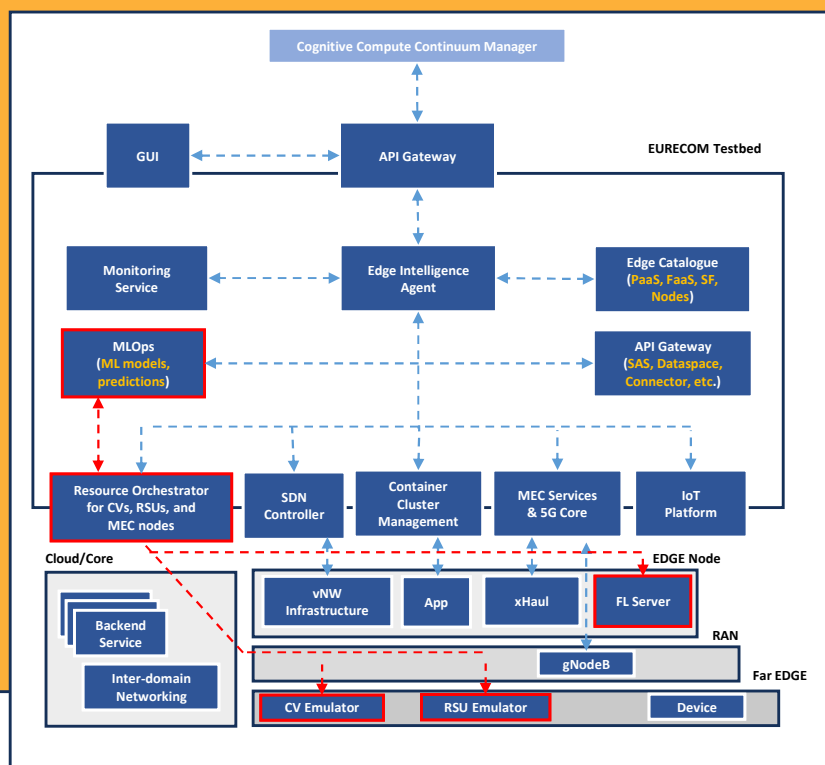 Cognitive Compute Continuum Manager
GUI
API Gateway
EURECOM Testbed
Monitoring
Service
Edge Intelligence
Agent
Edge Catalogue
(PaaS, FaaS, SF,
Nodes)
MLOps
(ML models,
predictions)
API Gateway
(SAS, Dataspace,
Connector, etc.)
Resource Orchestrator
for CVs, RSUs, and
MEC nodes
SDN
Controller
Container
Cluster
Management
MEC Services
& 5G Core
IoT
Platform
Cloud/Core
EDGE Node
vNW
Infrastructure
App
xHaul
FL Server
Backend
Service
RAN
gNodeB
Inter-domain
Networking
Far EDGE
CV Emulator
RSU Emulator
Device